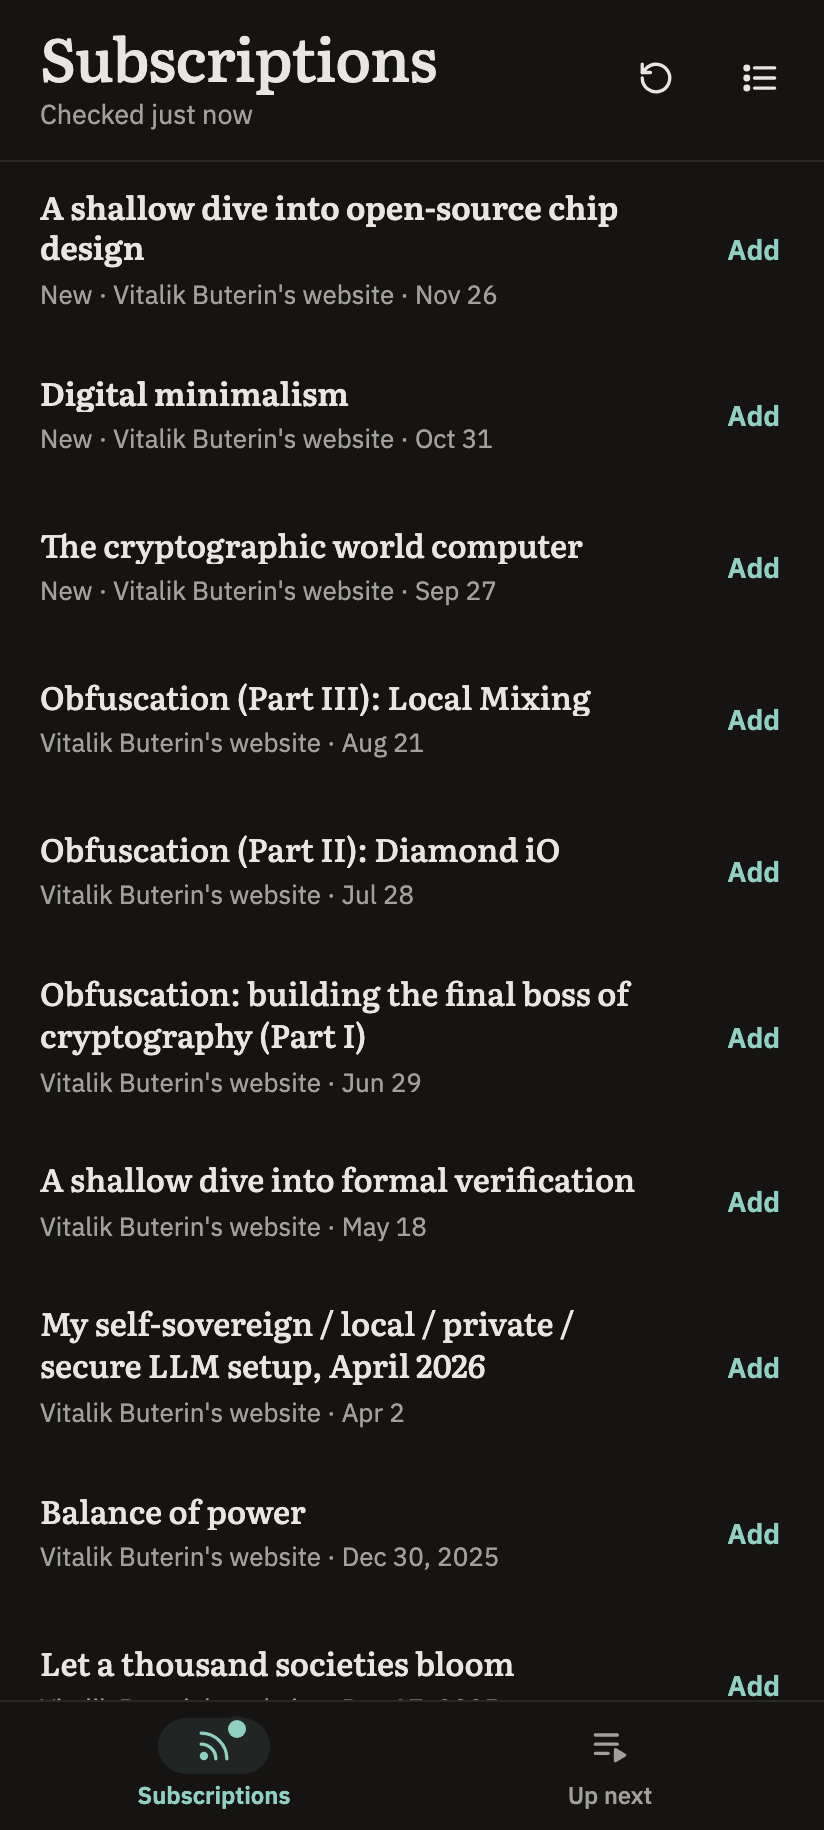 Subscriptions
Checked just now
A shallow dive into open-source chip
design
New · Vitalik Buterin's website · Nov 26
Add
Digital minimalism
New · Vitalik Buterin's website · Oct 31
Add
The cryptographic world computer
New · Vitalik Buterin's website · Sep 27
Add
Obfuscation (Part III): Local Mixing
Vitalik Buterin's website · Aug 21
Add
Obfuscation (Part II): Diamond iO
Vitalik Buterin's website · Jul 28
Add
Obfuscation: building the final boss of
cryptography (Part I)
Vitalik Buterin's website · Jun 29
Add
A shallow dive into formal verification
Vitalik Buterin's website · May 18
Add
My self-sovereign / local / private /
secure LLM setup, April 2026
Vitalik Buterin's website · Apr 2
Add
Balance of power
Vitalik Buterin's website · Dec 30, 2025
Add
Let a thousand societies bloom
Add
Subscriptions
Up next